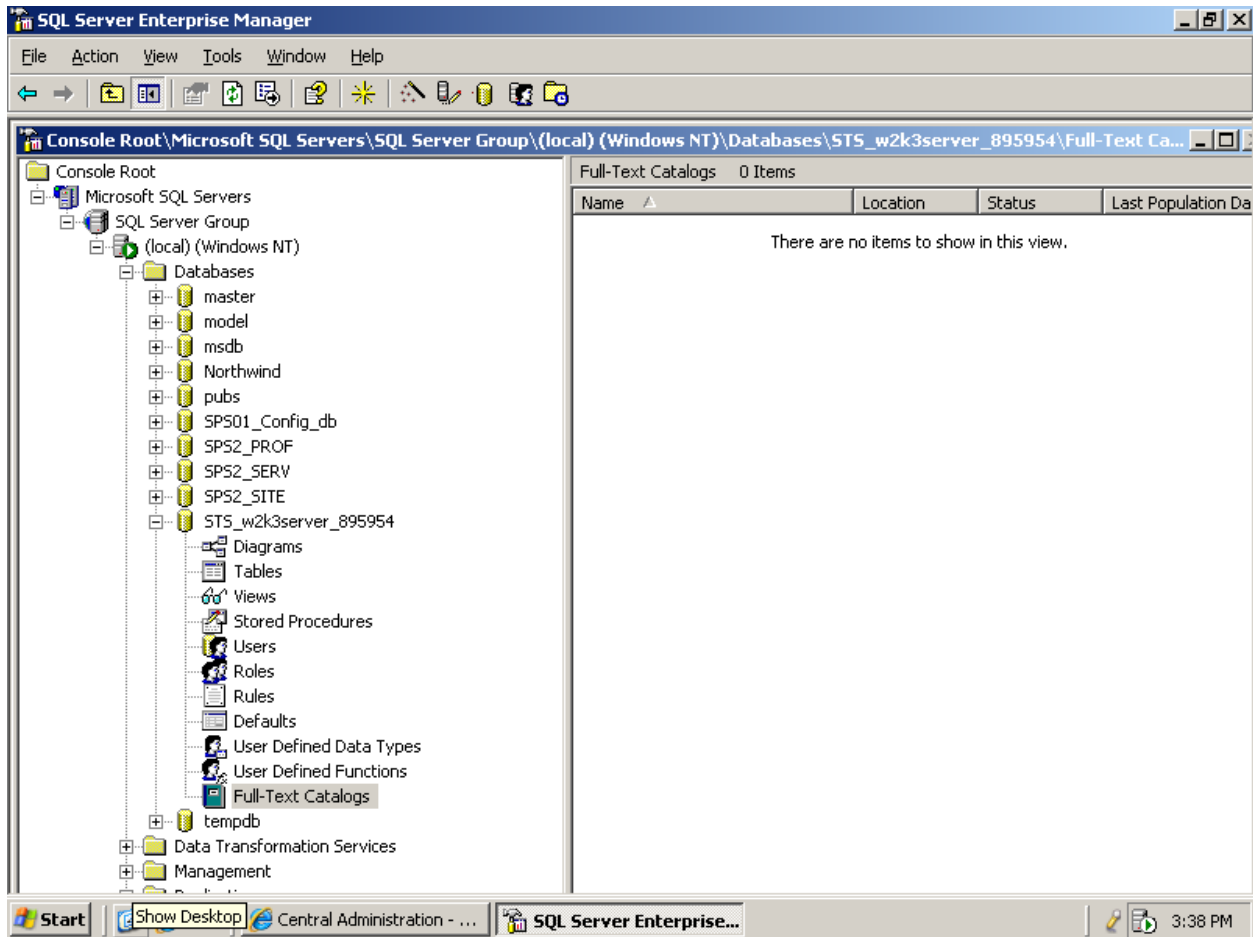 SQL Server Enterprise Manager
File Action View Tools Window Help
Console Root\Microsoft SQL Servers\SQL Server Group\(local) (Windows NT)\Databases\STS_w2k3server_895954\Full-Text Ca...
Console Root
Microsoft SQL Servers
SQL Server Group
(local) (Windows NT)
Databases
master
model
msdb
Northwind
pubs
SPS01_Config_db
SPS2_PROF
SPS2_SERV
SPS2_SITE
STS_w2k3server_895954
Diagrams
Tables
Views
Stored Procedures
Users
Roles
Rules
Defaults
User Defined Data Types
User Defined Functions
Full-Text Catalogs
tempdb
Data Transformation Services
Management
Full-Text Catalogs 0 Items
Name Location Status Last Population Da
There are no items to show in this view.
Start Show Desktop Central Administration - ... SQL Server Enterprise... 3:38 PM